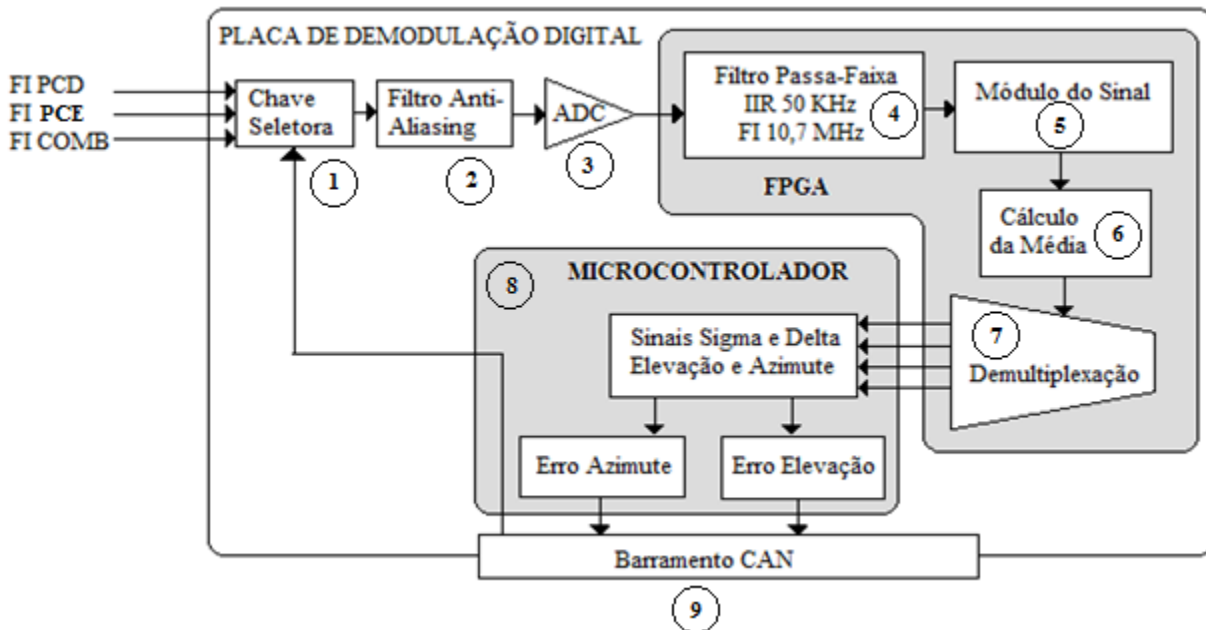 PLACA DE DEMODULAÇÃO DIGITAL
FI PCD
FI PCE
FI COMB
Chave
Seletora
1
Filtro Anti-
Aliasing
2
ADC
3
Filtro Passa-Faixa
IIR 50 KHz
FI 10,7 MHz
4
FPGA
Módulo do Sinal
5
Cálculo
da Média
6
7
Demultiplexação
8
MICROCONTROLADOR
Sinais Sigma e Delta
Elevação e Azimute
Erro Azimute
Erro Elevação
Barramento CAN
9